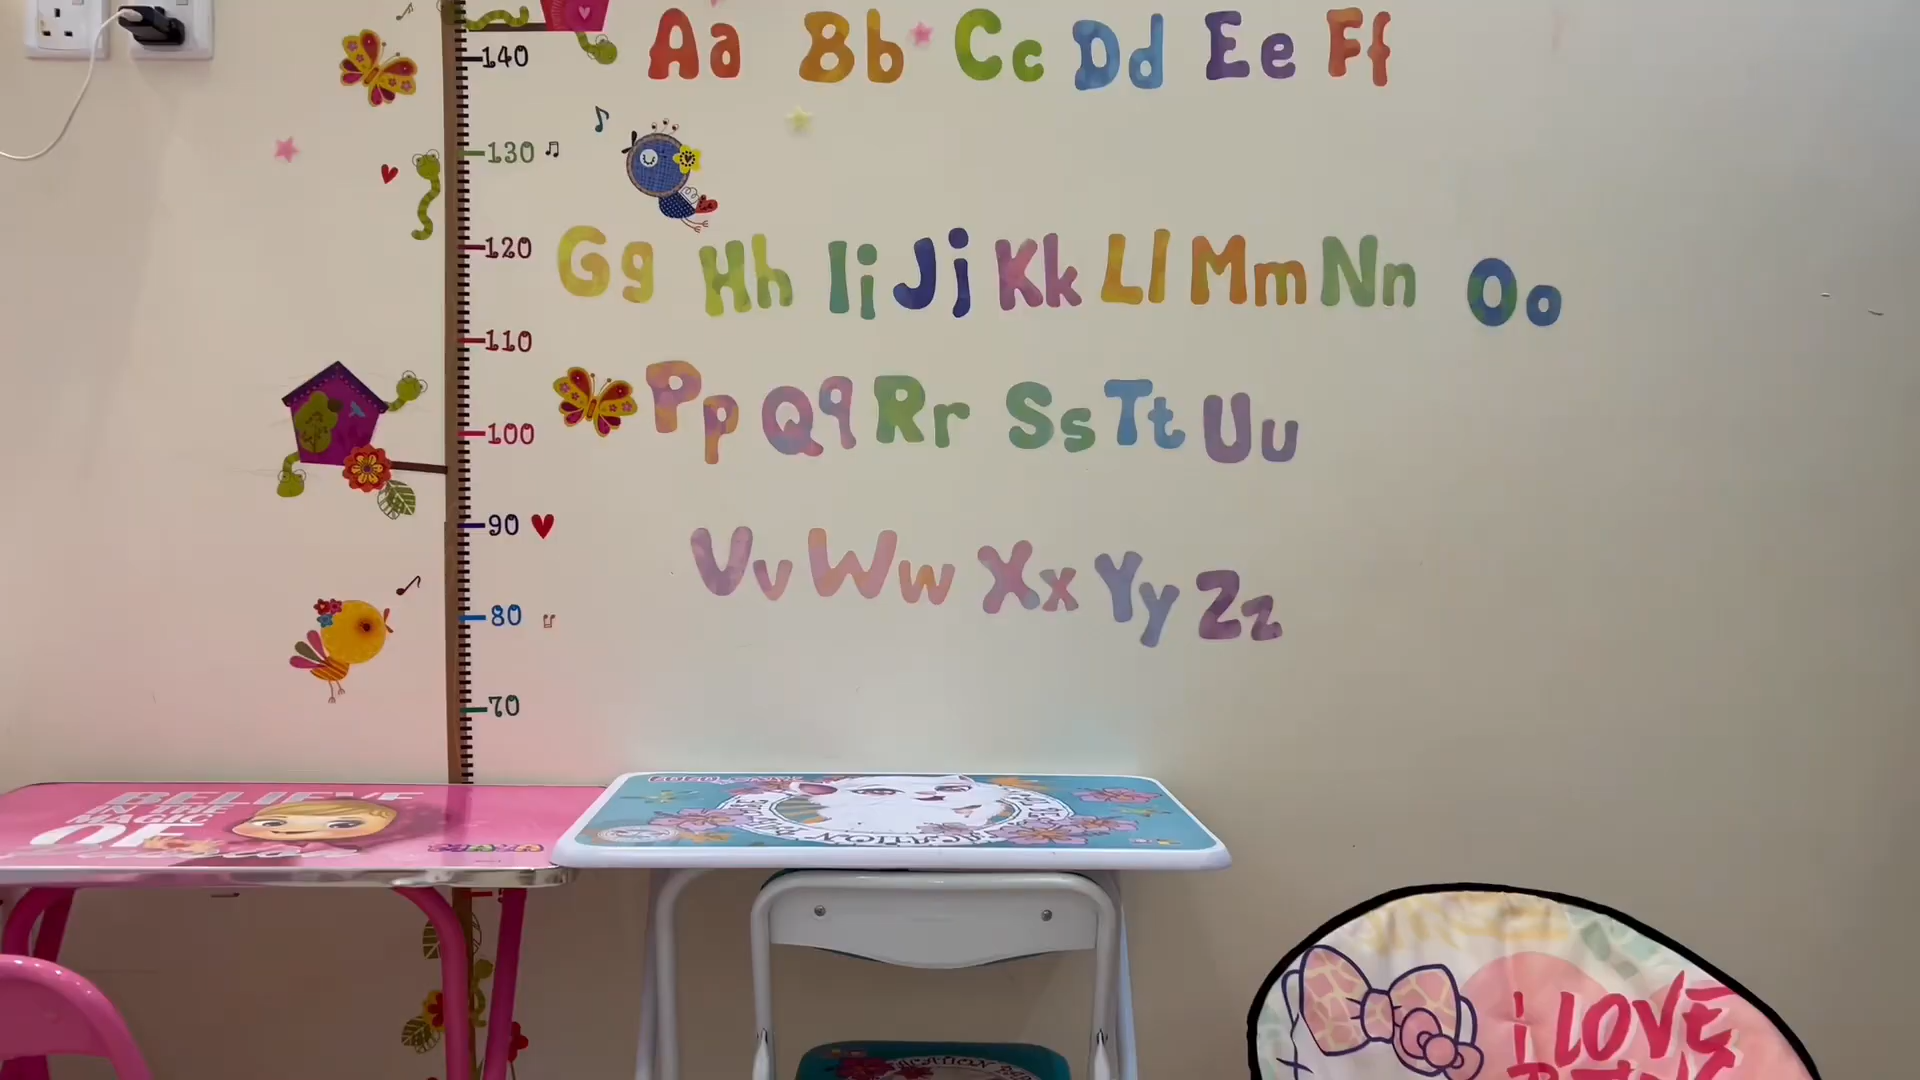 Aa Bb Cc Dd Ee Ff
140
130
120
Gg Hh Ii Jj Kk Ll Mm Nn Oo
110
Pp Qq Rr Ss Tt Uu
100
90
Vv Ww Xx Yy Zz
80
70
BELIEVE
IN THE
MAGIC
OF
i LOVE